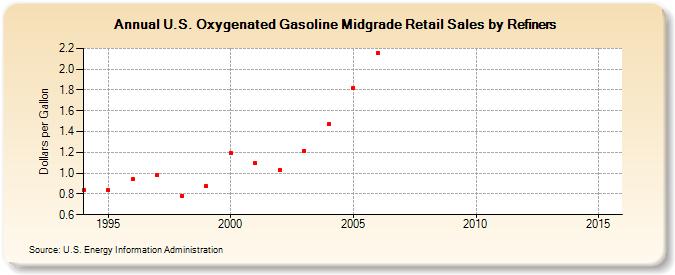 Annual U.S. Oxygenated Gasoline Midgrade Retail Sales by Refiners
Dollars per Gallon
2.2
2.0
1.8
1.6
1.4
1.2
1.0
0.8
0.6
1995 2000 2005 2010 2015
Source: U.S. Energy Information Administration